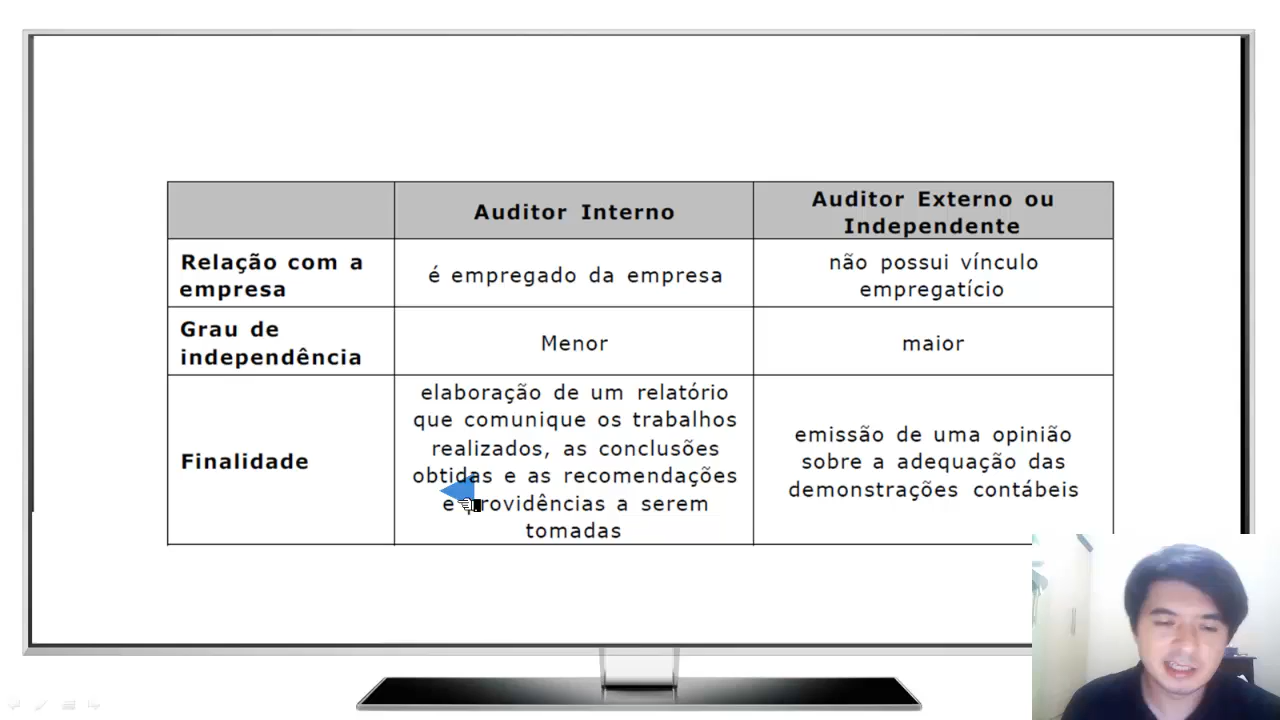 Auditor Interno
Auditor Externo ou
Independente
Relação com a
empresa
é empregado da empresa
não possui vínculo
empregatício
Grau de
independência
Menor
maior
Finalidade
elaboração de um relatório
que comunique os trabalhos
realizados, as conclusões
obtidas e as recomendações
e providências a serem
tomadas
emissão de uma opinião
sobre a adequação das
demonstrações contábeis